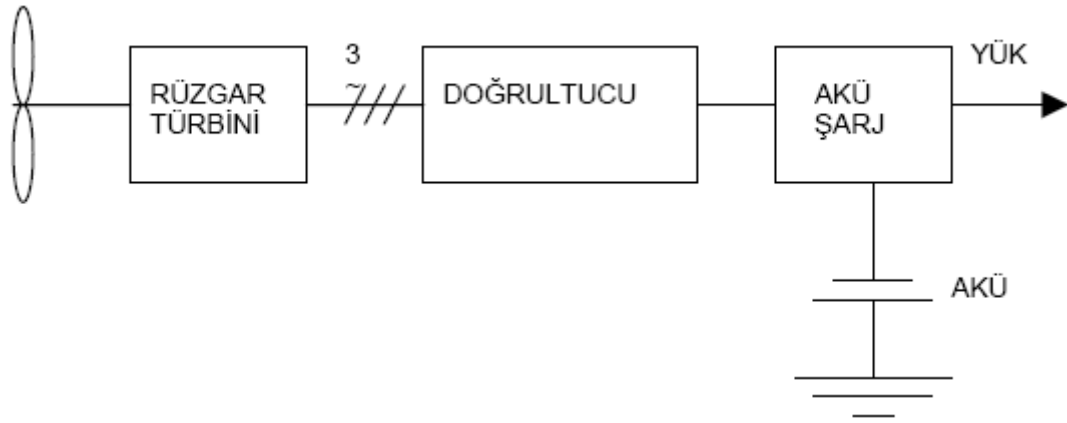 3
~
YÜK
RÜZGAR
TÜRBİNİ
DOĞRULTUCU
AKÜ
ŞARJ
AKÜ